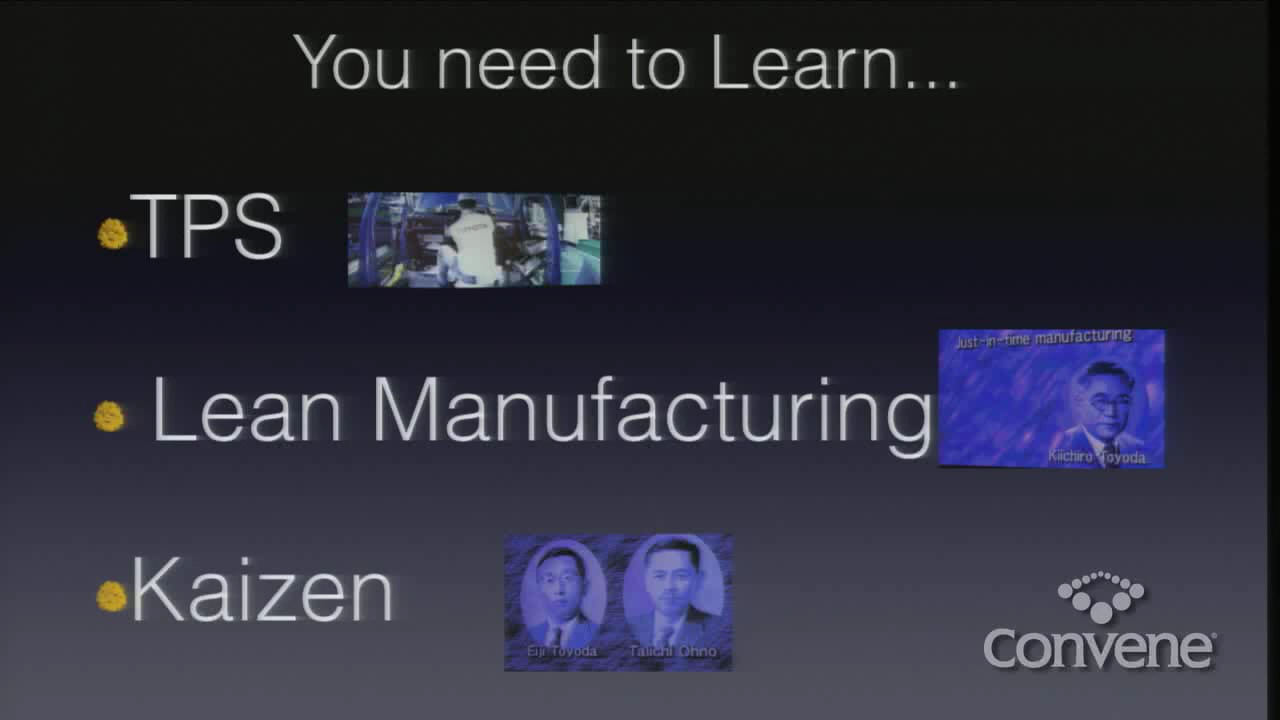 You need to Learn...
TPS
TOYOTA
Just-in-time manufacturing
Lean Manufacturing
Kiichiro Toyoda
Kaizen
Eiji Toyoda
Taiichi Ohno
Convene